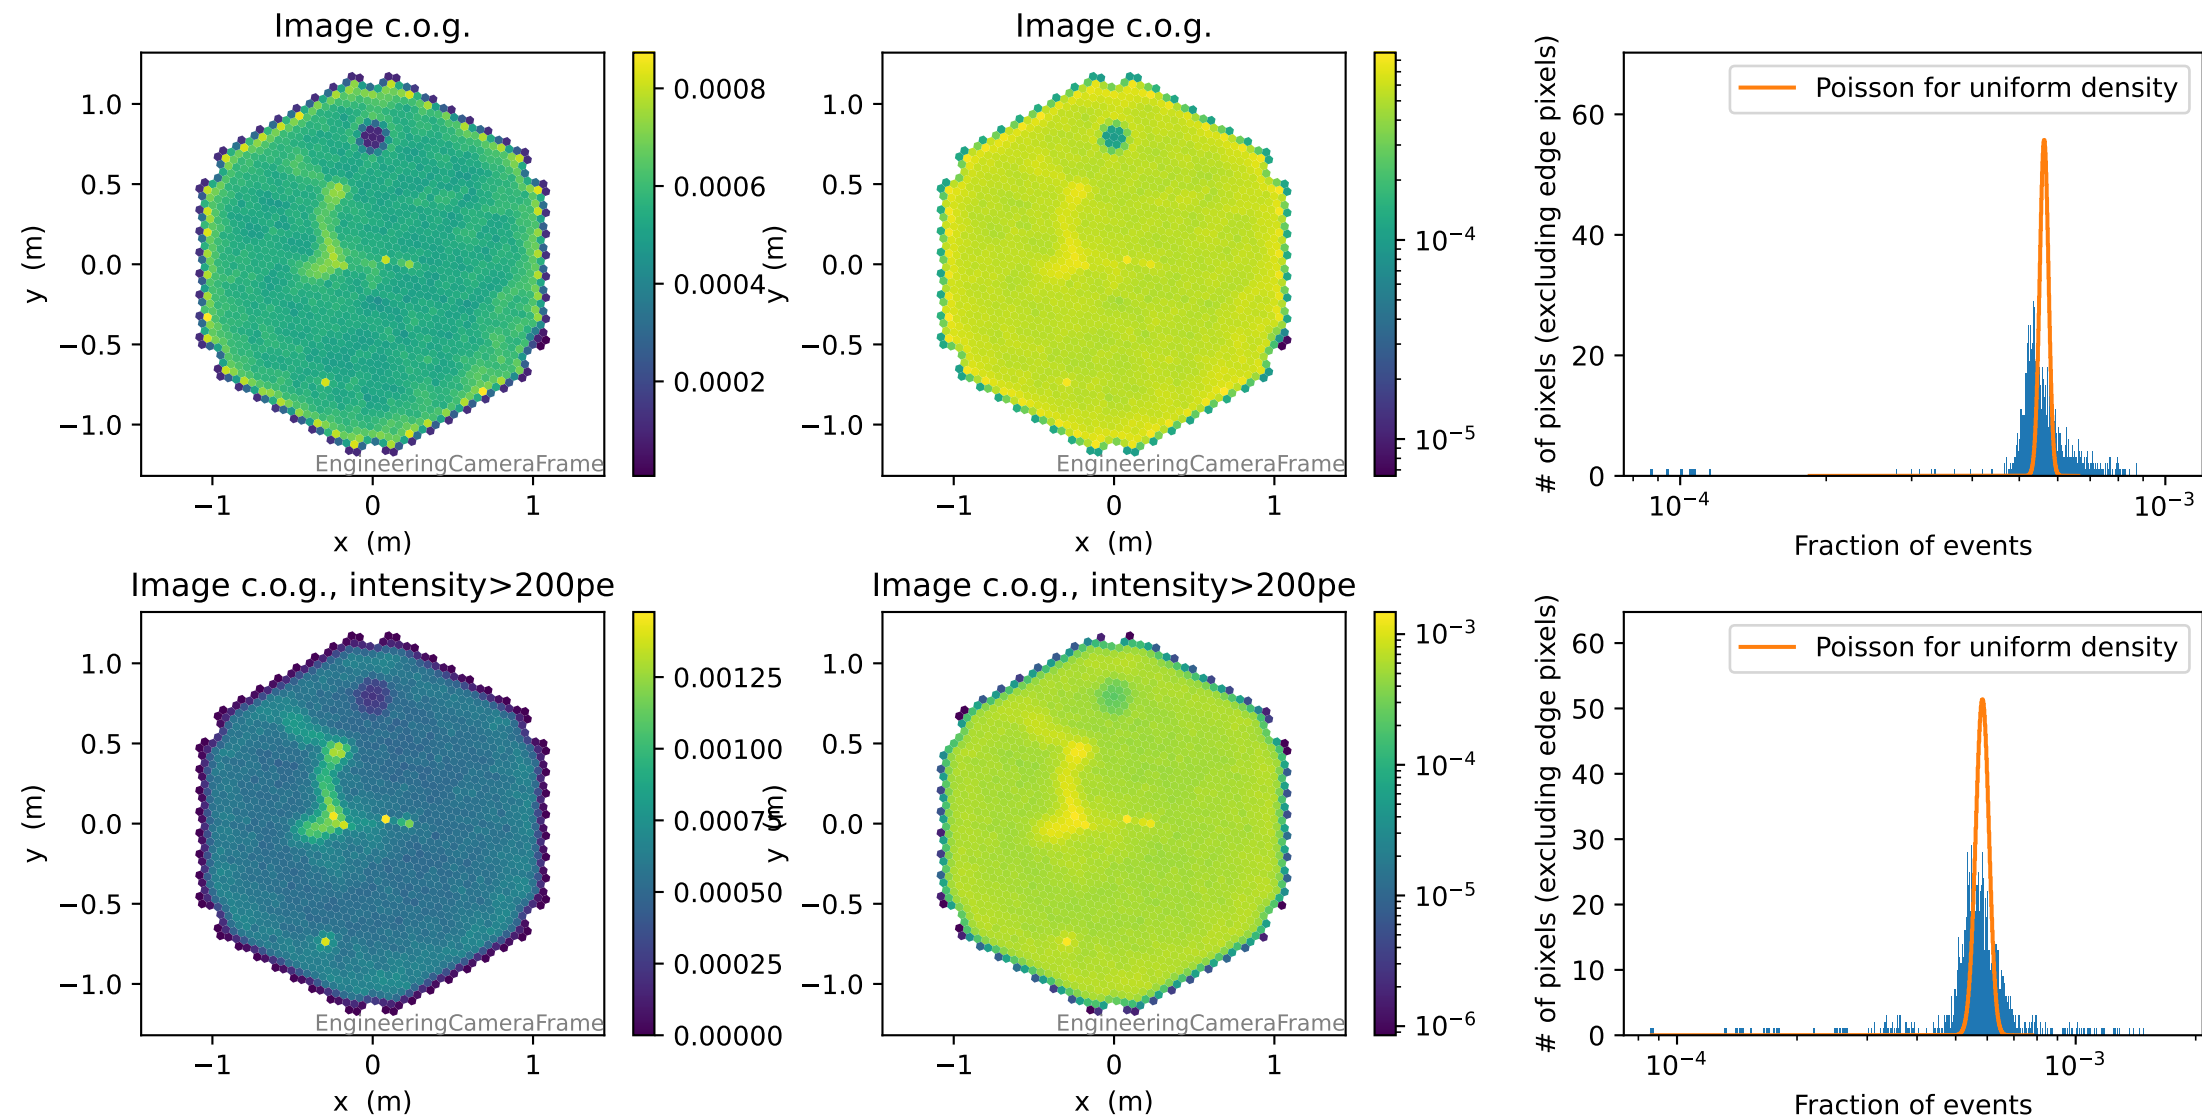 Image c.o.g.
1.0
0.5
0.0
−0.5
−1.0
y (m)
−1
0
1
x (m)
EngineeringCameraFrame
0.0008
0.0006
0.0004
0.0002
Image c.o.g.
1.0
0.5
0.0
−0.5
−1.0
y (m)
−1
0
1
x (m)
EngineeringCameraFrame
10⁻⁴
10⁻⁵
Poisson for uniform density
# of pixels (excluding edge pixels)
60
40
20
0
10⁻⁴
10⁻³
Fraction of events
Image c.o.g., intensity>200pe
1.0
0.5
0.0
−0.5
−1.0
y (m)
−1
0
1
x (m)
EngineeringCameraFrame
0.00125
0.00100
0.00075
0.00050
0.00025
0.00000
Image c.o.g., intensity>200pe
1.0
0.5
0.0
−0.5
−1.0
y (m)
−1
0
1
x (m)
EngineeringCameraFrame
10⁻³
10⁻⁴
10⁻⁵
10⁻⁶
Poisson for uniform density
# of pixels (excluding edge pixels)
60
50
40
30
20
10
0
10⁻⁴
10⁻³
Fraction of events